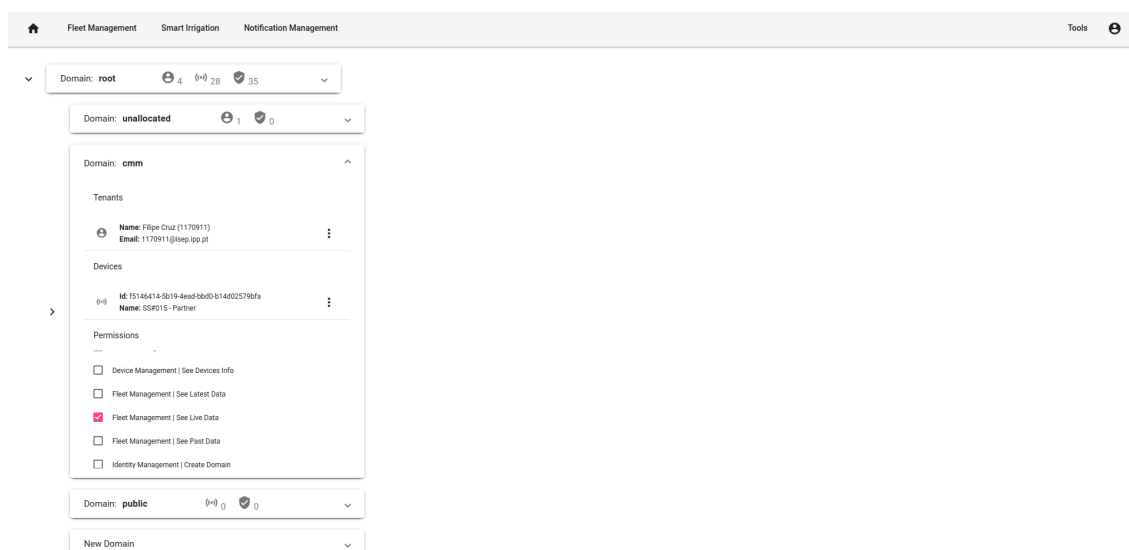 Fleet Management Smart Irrigation Notification Management Tools
Domain: root 4 28 35
Domain: unallocated 1 0
Domain: cmm
Tenants
Name: Filipe Cruz (1170911)
Email: 1170911@isep.ipp.pt
Devices
Id: f5146414-5b19-4ead-bbd0-b14d02579bfa
Name: SS#015 - Partner
Permissions
Device Management | See Devices Info
Fleet Management | See Latest Data
Fleet Management | See Live Data
Fleet Management | See Past Data
Identity Management | Create Domain
Domain: public 0 0
New Domain